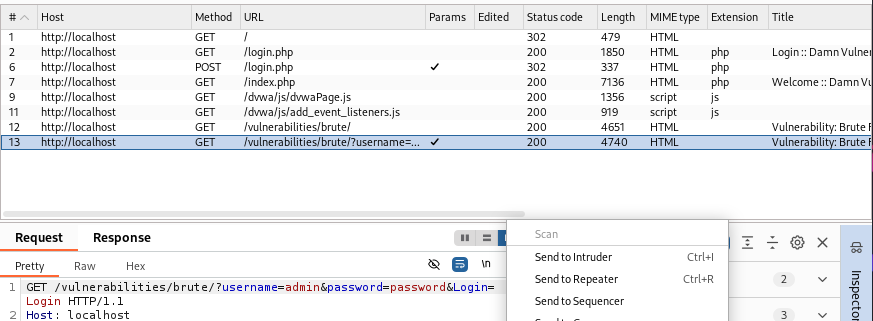 # Host Method URL Params Edited Status code Length MIME type Extension Title
1 http://localhost GET / 302 479 HTML
2 http://localhost GET /login.php 200 1850 HTML php Login :: Damn Vulner
6 http://localhost POST /login.php ✓ 302 337 HTML php
7 http://localhost GET /index.php 200 7136 HTML php Welcome :: Damn Vu
9 http://localhost GET /dvwa/js/dvwaPage.js 200 1356 script js
11 http://localhost GET /dvwa/js/add_event_listeners.js 200 919 script js
12 http://localhost GET /vulnerabilities/brute/ 200 4651 HTML Vulnerability: Brute F
13 http://localhost GET /vulnerabilities/brute/?username=... ✓ 200 4740 HTML Vulnerability: Brute F
Request Response
Scan
Pretty Raw Hex \n
Send to Intruder Ctrl+I
Send to Repeater Ctrl+R
Send to Sequencer
1 GET /vulnerabilities/brute/?username=admin&password=password&Login=
Login HTTP/1.1
2 Host: localhost
2
3
Inspector